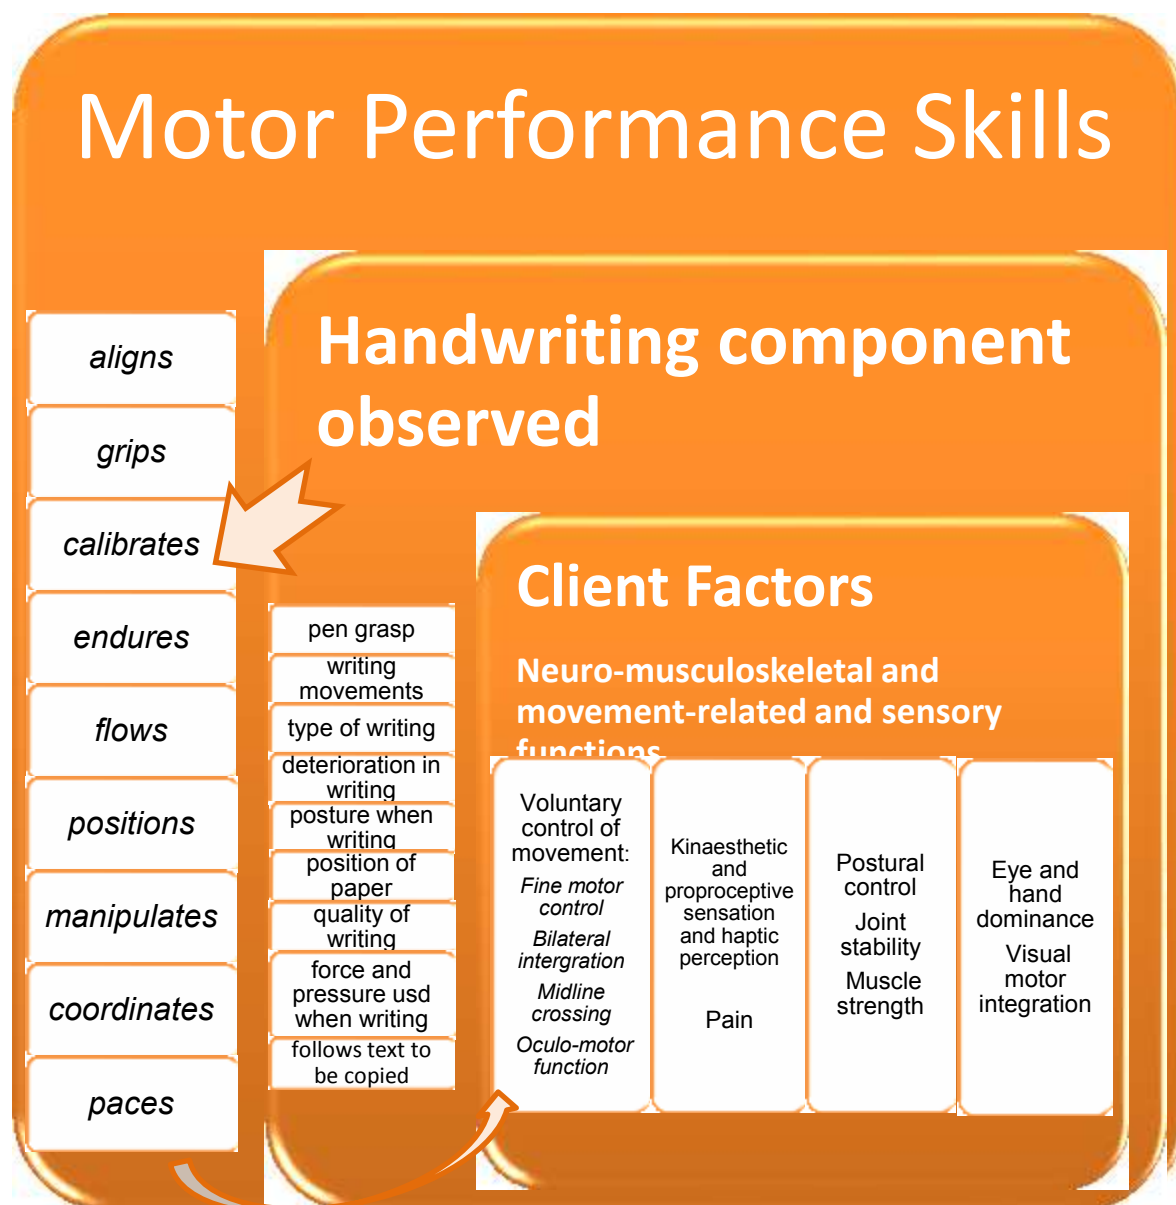 Motor Performance Skills
Handwriting component
observed
aligns
grips
calibrates
endures
flows
positions
manipulates
coordinates
paces
pen grasp
writing
movements
type of writing
deterioration in
writing
posture when
writing
position of
paper
quality of
writing
force and
pressure usd
when writing
follows text to
be copied
Client Factors
Neuro-musculoskeletal and
movement-related and sensory
functions
Voluntary
control of
movement:
Fine motor
control
Bilateral
intergration
Midline
crossing
Oculo-motor
function
Kinaesthetic
and
proproceptive
sensation
and haptic
perception
Pain
Postural
control
Joint
stability
Muscle
strength
Eye and
hand
dominance
Visual
motor
integration